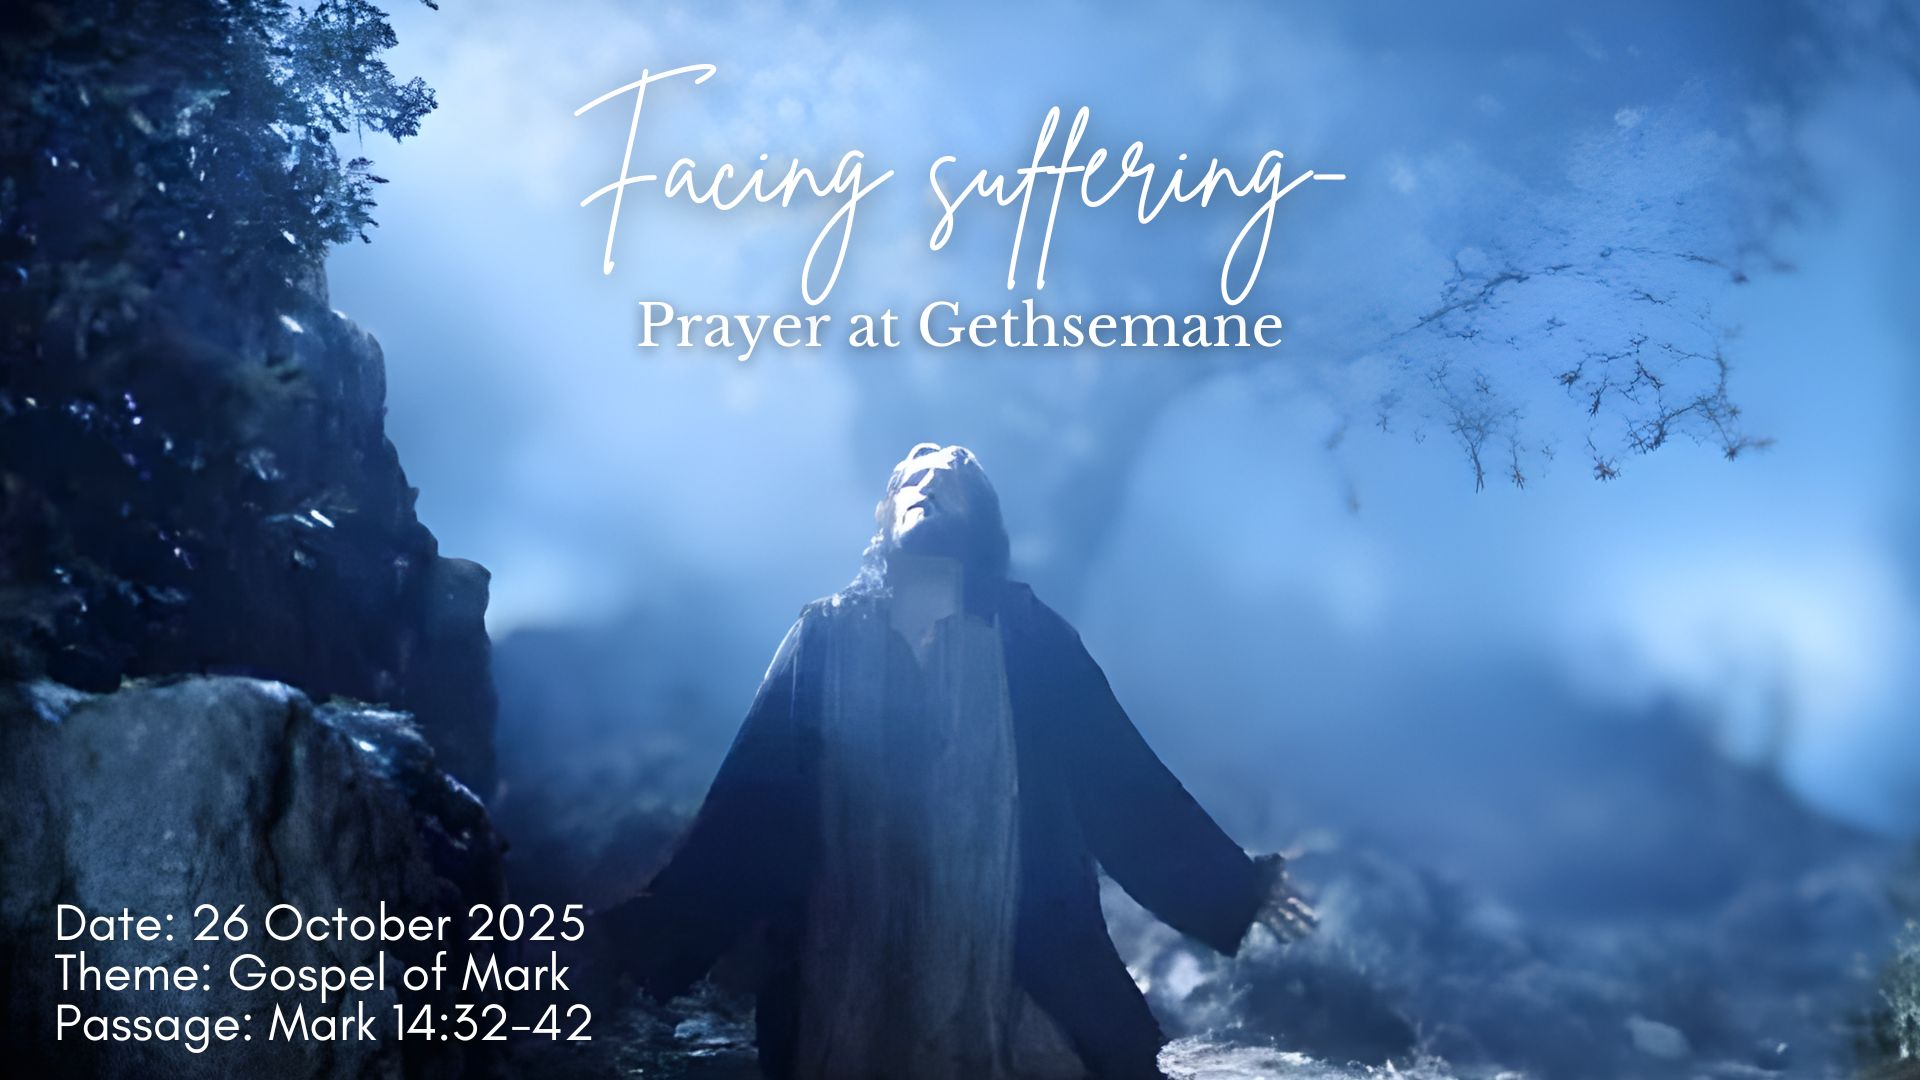 Facing suffering-
Prayer at Gethsemane
Date: 26 October 2025
Theme: Gospel of Mark
Passage: Mark 14:32-42